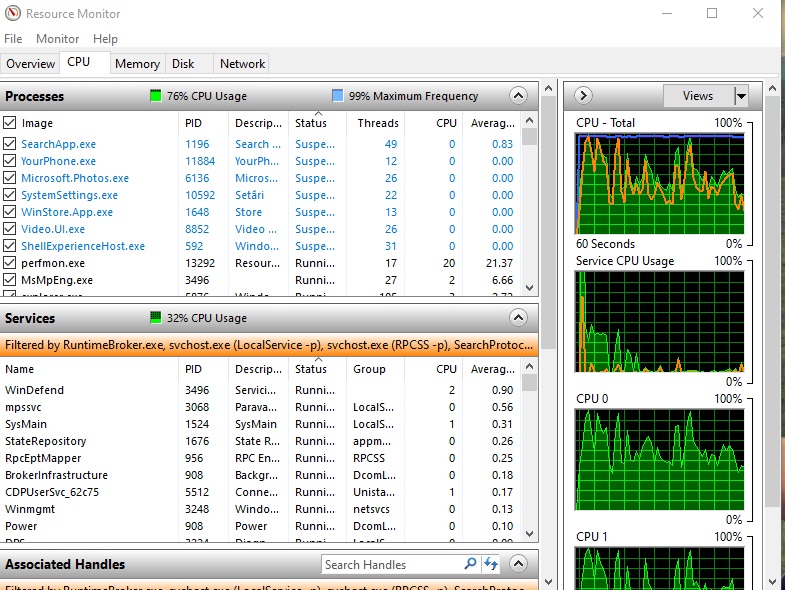 Resource Monitor
File Monitor Help
Overview CPU Memory Disk Network
Processes 76% CPU Usage 99% Maximum Frequency
Image PID Descrip... Status Threads CPU Averag...
SearchApp.exe 1196 Search ... Suspe... 49 0 0.83
YourPhone.exe 11884 YourPh... Suspe... 12 0 0.00
Microsoft.Photos.exe 6136 Micros... Suspe... 26 0 0.00
SystemSettings.exe 10592 Setări Suspe... 22 0 0.00
WinStore.App.exe 1648 Store Suspe... 13 0 0.00
Video.UI.exe 8852 Video ... Suspe... 26 0 0.00
ShellExperienceHost.exe 592 Windo... Suspe... 31 0 0.00
perfmon.exe 13292 Resour... Runni... 17 20 21.37
MsMpEng.exe 3496 Runni... 27 2 6.66
Services 32% CPU Usage
Filtered by RuntimeBroker.exe, svchost.exe (LocalService -p), svchost.exe (RPCSS -p), SearchProtoc...
Name PID Descrip... Status Group CPU Averag...
WinDefend 3496 Servici... Runni... 2 0.90
mpssvc 3068 Parava... Runni... LocalS... 0 0.56
SysMain 1524 SysMain Runni... LocalS... 1 0.31
StateRepository 1676 State R... Runni... appm... 0 0.26
RpcEptMapper 956 RPC En... Runni... RPCSS 0 0.25
BrokerInfrastructure 908 Backgr... Runni... DcomL... 0 0.18
CDPUserSvc_62c75 5512 Conne... Runni... Unista... 1 0.17
Winmgmt 3248 Windo... Runni... netsvcs 0 0.13
Power 908 Power Runni... DcomL... 0 0.10
Associated Handles Search Handles
Filtered by RuntimeBroker.exe, svchost.exe (LocalService -p), svchost.exe (RPCSS -p), SearchProtoc...
Views
CPU - Total 100%
60 Seconds 0%
Service CPU Usage 100%
0%
CPU 0 100%
0%
CPU 1 100%